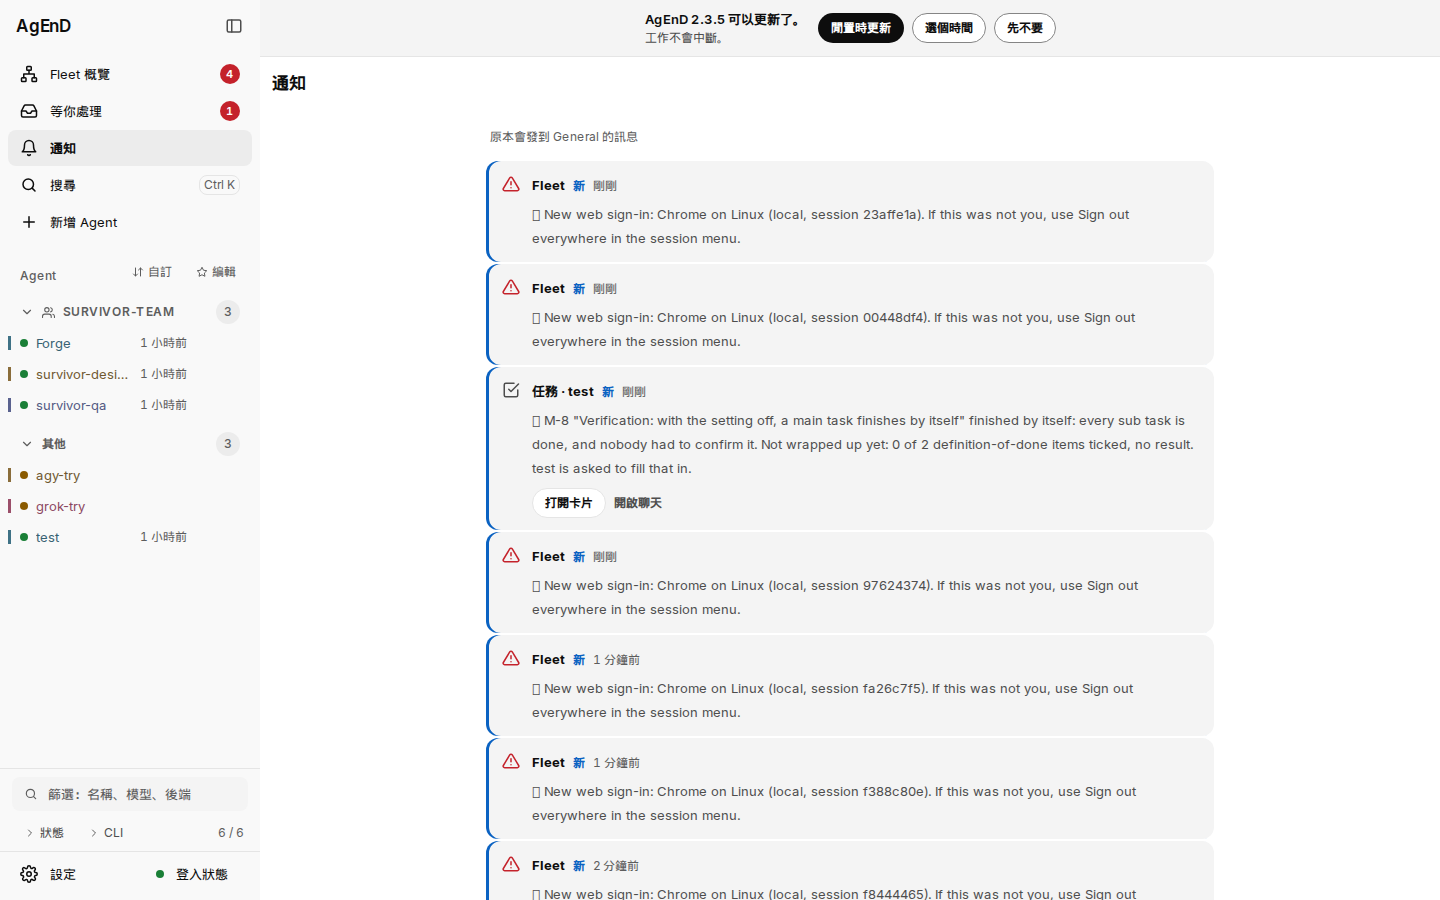 AgEnD
Fleet 概覽 4
等你處理 1
通知
搜尋 Ctrl K
新增 Agent
Agent 自訂 編輯
SURVIVOR-TEAM 3
Forge 1 小時前
survivor-desi... 1 小時前
survivor-qa 1 小時前
其他 3
agy-try
grok-try
test 1 小時前
篩選：名稱、模型、後端
狀態 CLI 6 / 6
設定 登入狀態
AgEnD 2.3.5 可以更新了。
工作不會中斷。
閒置時更新 選個時間 先不要
通知
原本會發到 General 的訊息
Fleet 新 剛剛
New web sign-in: Chrome on Linux (local, session 23affe1a). If this was not you, use Sign out
everywhere in the session menu.
Fleet 新 剛剛
New web sign-in: Chrome on Linux (local, session 00448df4). If this was not you, use Sign out
everywhere in the session menu.
任務 · test 新 剛剛
M-8 "Verification: with the setting off, a main task finishes by itself" finished by itself: every sub task is
done, and nobody had to confirm it. Not wrapped up yet: 0 of 2 definition-of-done items ticked, no result.
test is asked to fill that in.
打開卡片 開啟聊天
Fleet 新 剛剛
New web sign-in: Chrome on Linux (local, session 97624374). If this was not you, use Sign out
everywhere in the session menu.
Fleet 新 1 分鐘前
New web sign-in: Chrome on Linux (local, session fa26c7f5). If this was not you, use Sign out
everywhere in the session menu.
Fleet 新 1 分鐘前
New web sign-in: Chrome on Linux (local, session f388c80e). If this was not you, use Sign out
everywhere in the session menu.
Fleet 新 2 分鐘前
New web sign-in: Chrome on Linux (local, session f8444465). If this was not you, use Sign out